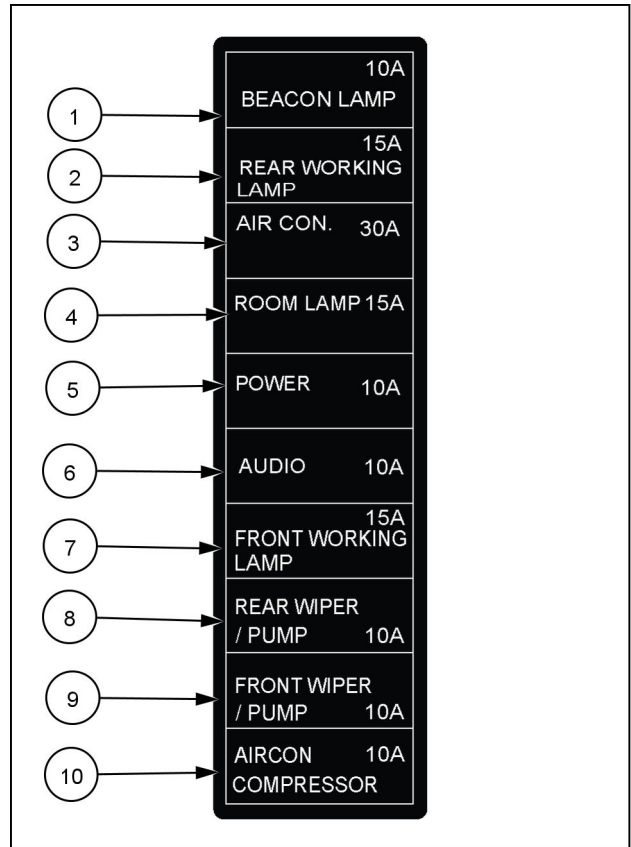 10A
1 BEACON LAMP
15A
2 REAR WORKING
LAMP
3 AIR CON. 30A
4 ROOM LAMP 15A
5 POWER 10A
6 AUDIO 10A
15A
7 FRONT WORKING
LAMP
8 REAR WIPER
/ PUMP 10A
9 FRONT WIPER
/ PUMP 10A
10 AIRCON 10A
COMPRESSOR